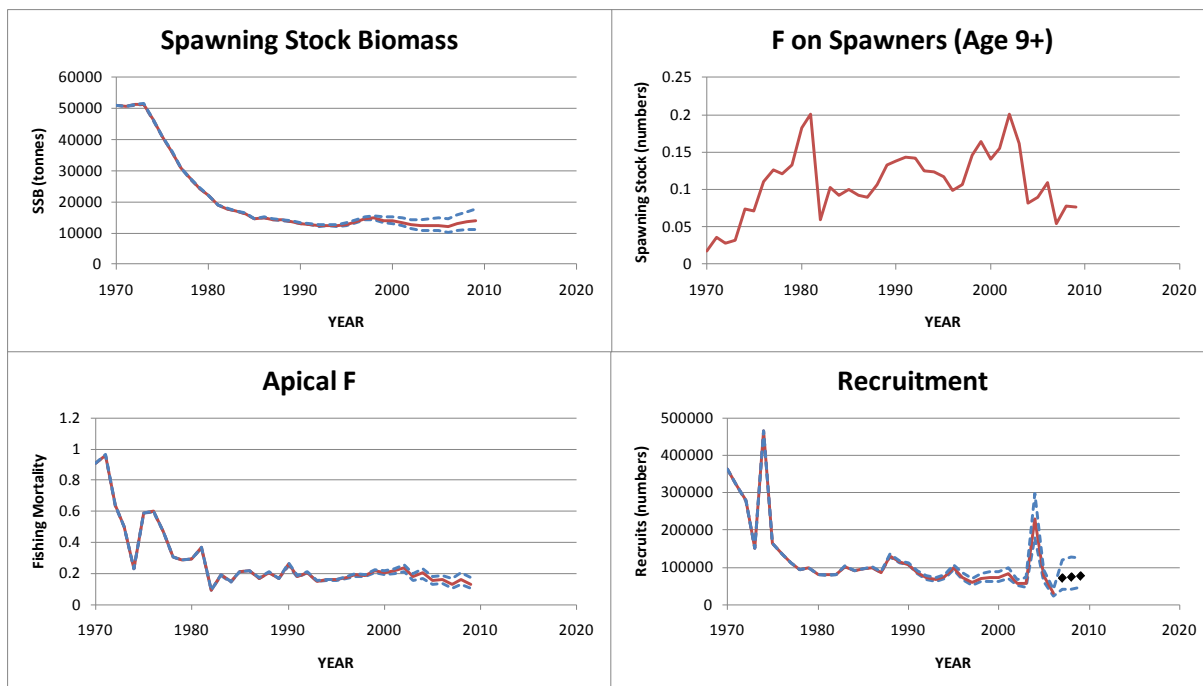 Spawning Stock Biomass
SSB (tonnes)
60000
50000
40000
30000
20000
10000
0
1970 1980 1990 2000 2010 2020
YEAR
F on Spawners (Age 9+)
Spawning Stock (numbers)
0.25
0.2
0.15
0.1
0.05
0
1970 1980 1990 2000 2010 2020
YEAR
Apical F
Fishing Mortality
1.2
1
0.8
0.6
0.4
0.2
0
1970 1980 1990 2000 2010 2020
YEAR
Recruitment
Recruits (numbers)
500000
400000
300000
200000
100000
0
1970 1980 1990 2000 2010 2020
YEAR